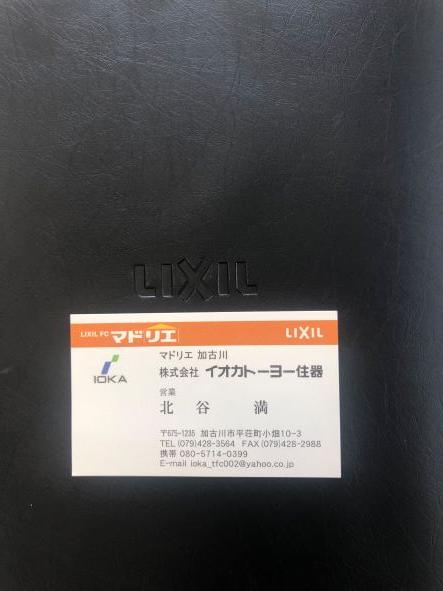 LIXIL
LIXIL FC マドリエ LIXIL
IOKA
マドリエ 加古川
株式会社 イオカトーヨー住器
営業
北谷 満
〒675-1235 加古川市平荘町小畑10-3
TEL(079)428-3564 FAX(079)428-2988
携帯 080-5714-0399
E-mail ioka_tfc002@yahoo.co.jp